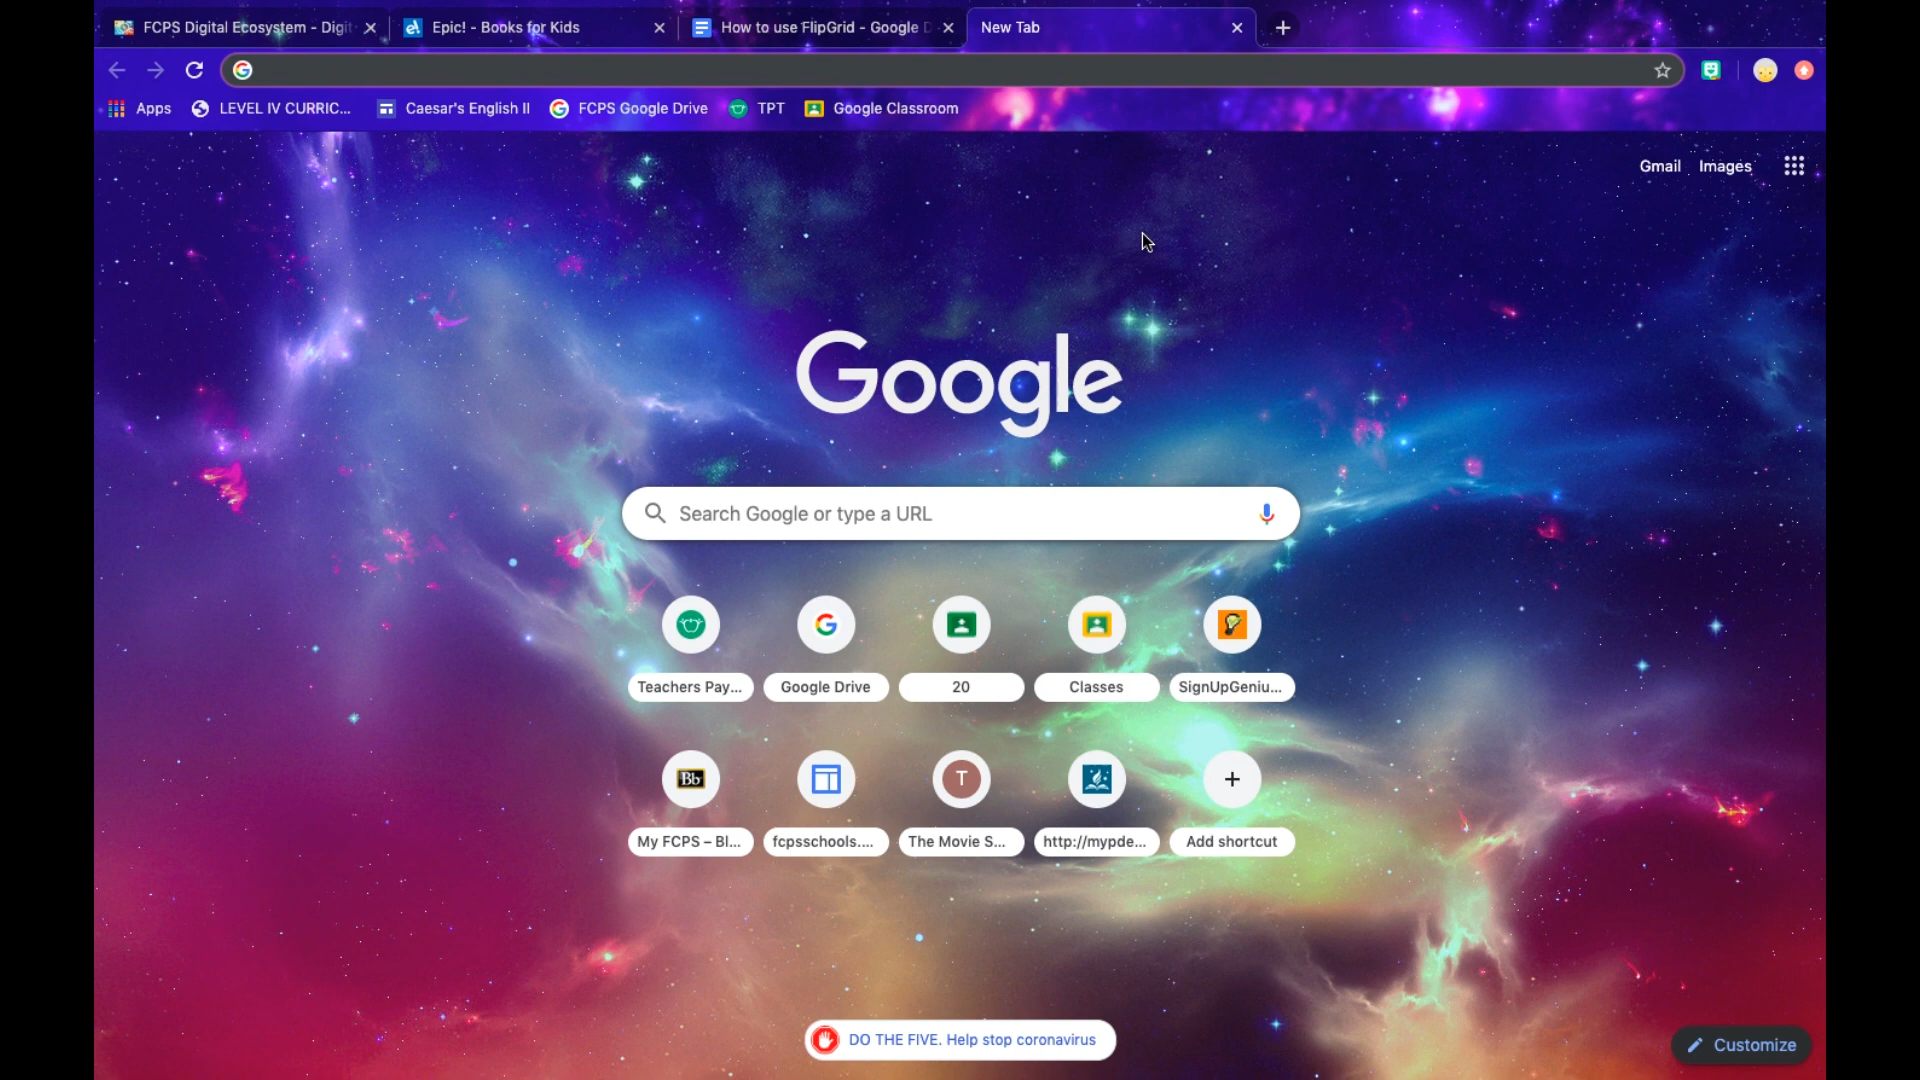 FCPS Digital Ecosystem - Digit
Epic! - Books for Kids
How to use FlipGrid - Google D
New Tab
Apps
LEVEL IV CURRIC...
Caesar's English II
FCPS Google Drive
TPT
Google Classroom
Gmail
Images
Google
Search Google or type a URL
Teachers Pay...
Google Drive
20
Classes
SignUpGeniu...
Bb
T
My FCPS – Bl...
fcpsschools....
The Movie S...
http://mypde...
Add shortcut
DO THE FIVE. Help stop coronavirus
Customize